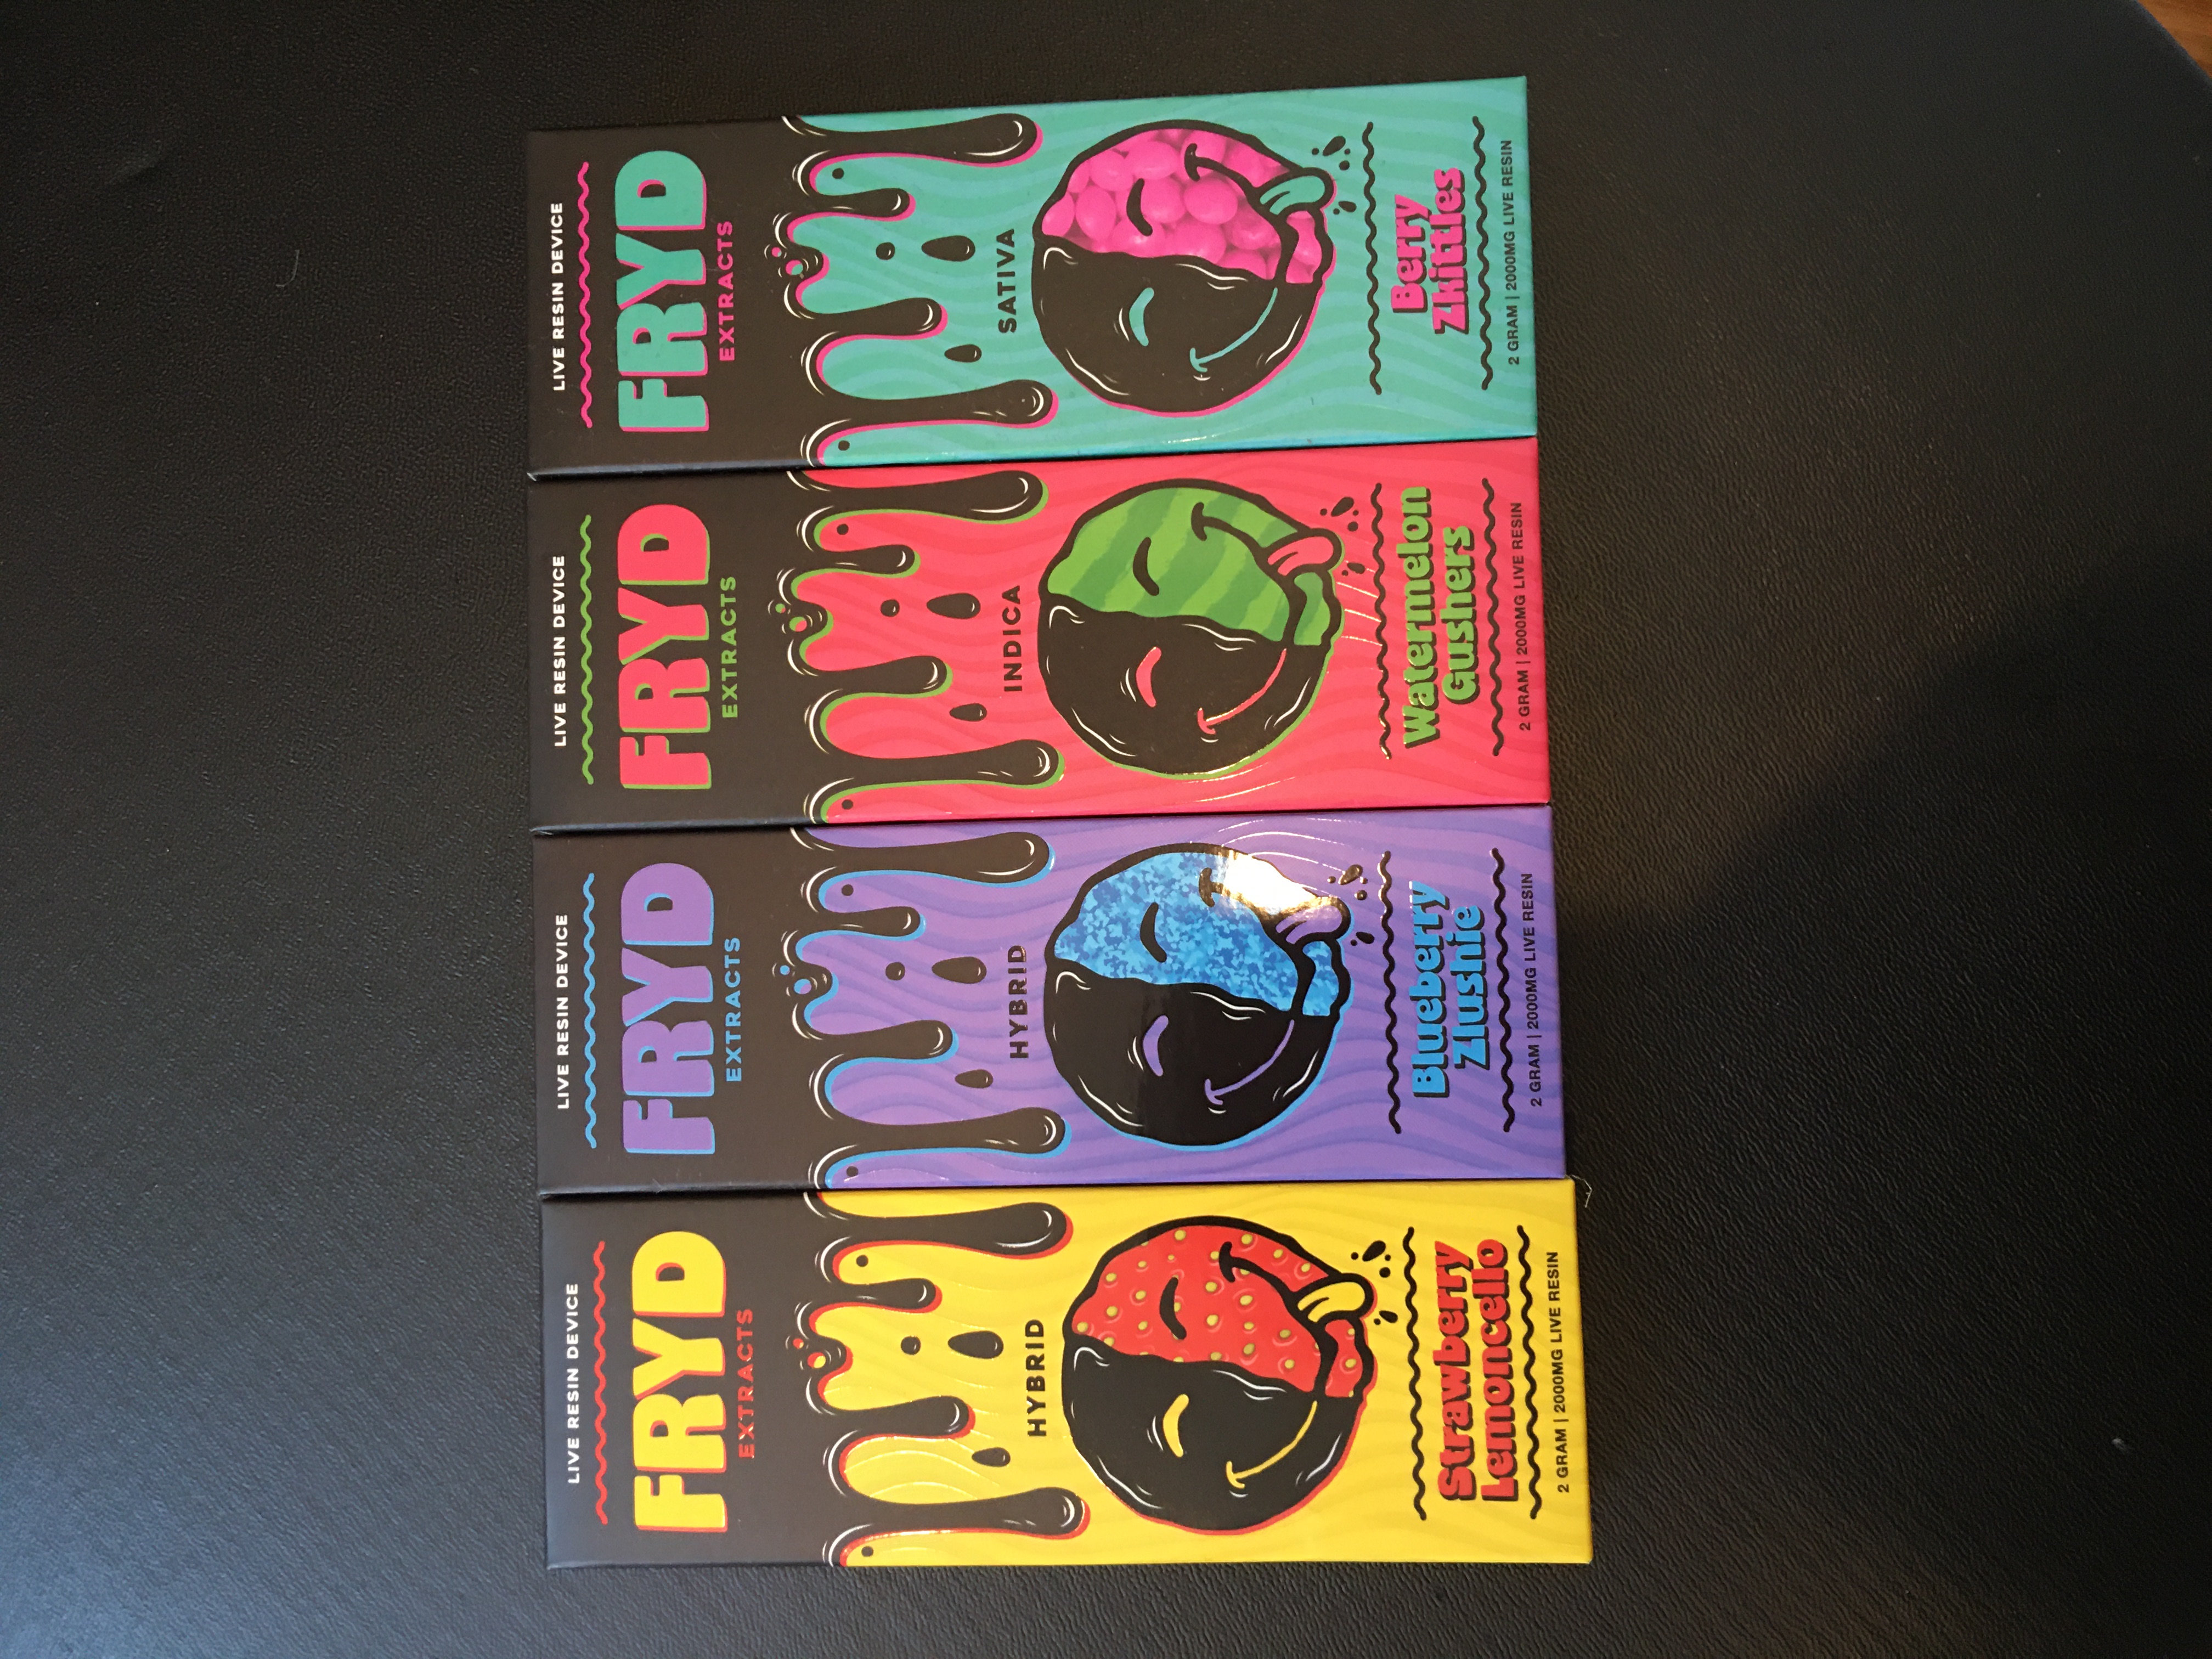 LIVE RESIN DEVICE
FRYD
EXTRACTS
HYBRID
Strawberry
Lemoncello
2 GRAM | 2000MG LIVE RESIN
LIVE RESIN DEVICE
FRYD
EXTRACTS
HYBRID
Blueberry
Zlushie
2 GRAM | 2000MG LIVE RESIN
LIVE RESIN DEVICE
FRYD
EXTRACTS
INDICA
Watermelon
Gushers
2 GRAM | 2000MG LIVE RESIN
LIVE RESIN DEVICE
FRYD
EXTRACTS
SATIVA
Berry
Zkittles
2 GRAM | 2000MG LIVE RESIN